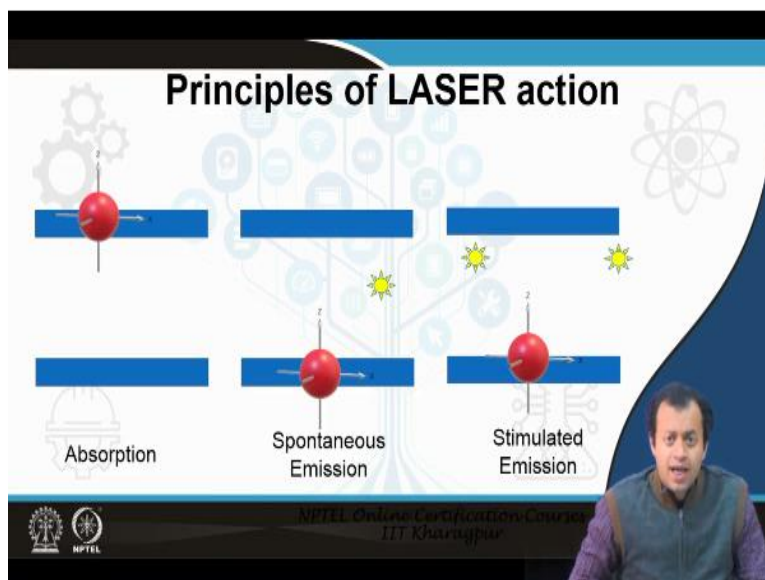 Principles of LASER action
z
z
z
x
Absorption
Spontaneous
Emission
Stimulated
Emission
NPTEL
NPTEL Online Certification Courses
IIT Kharagpur